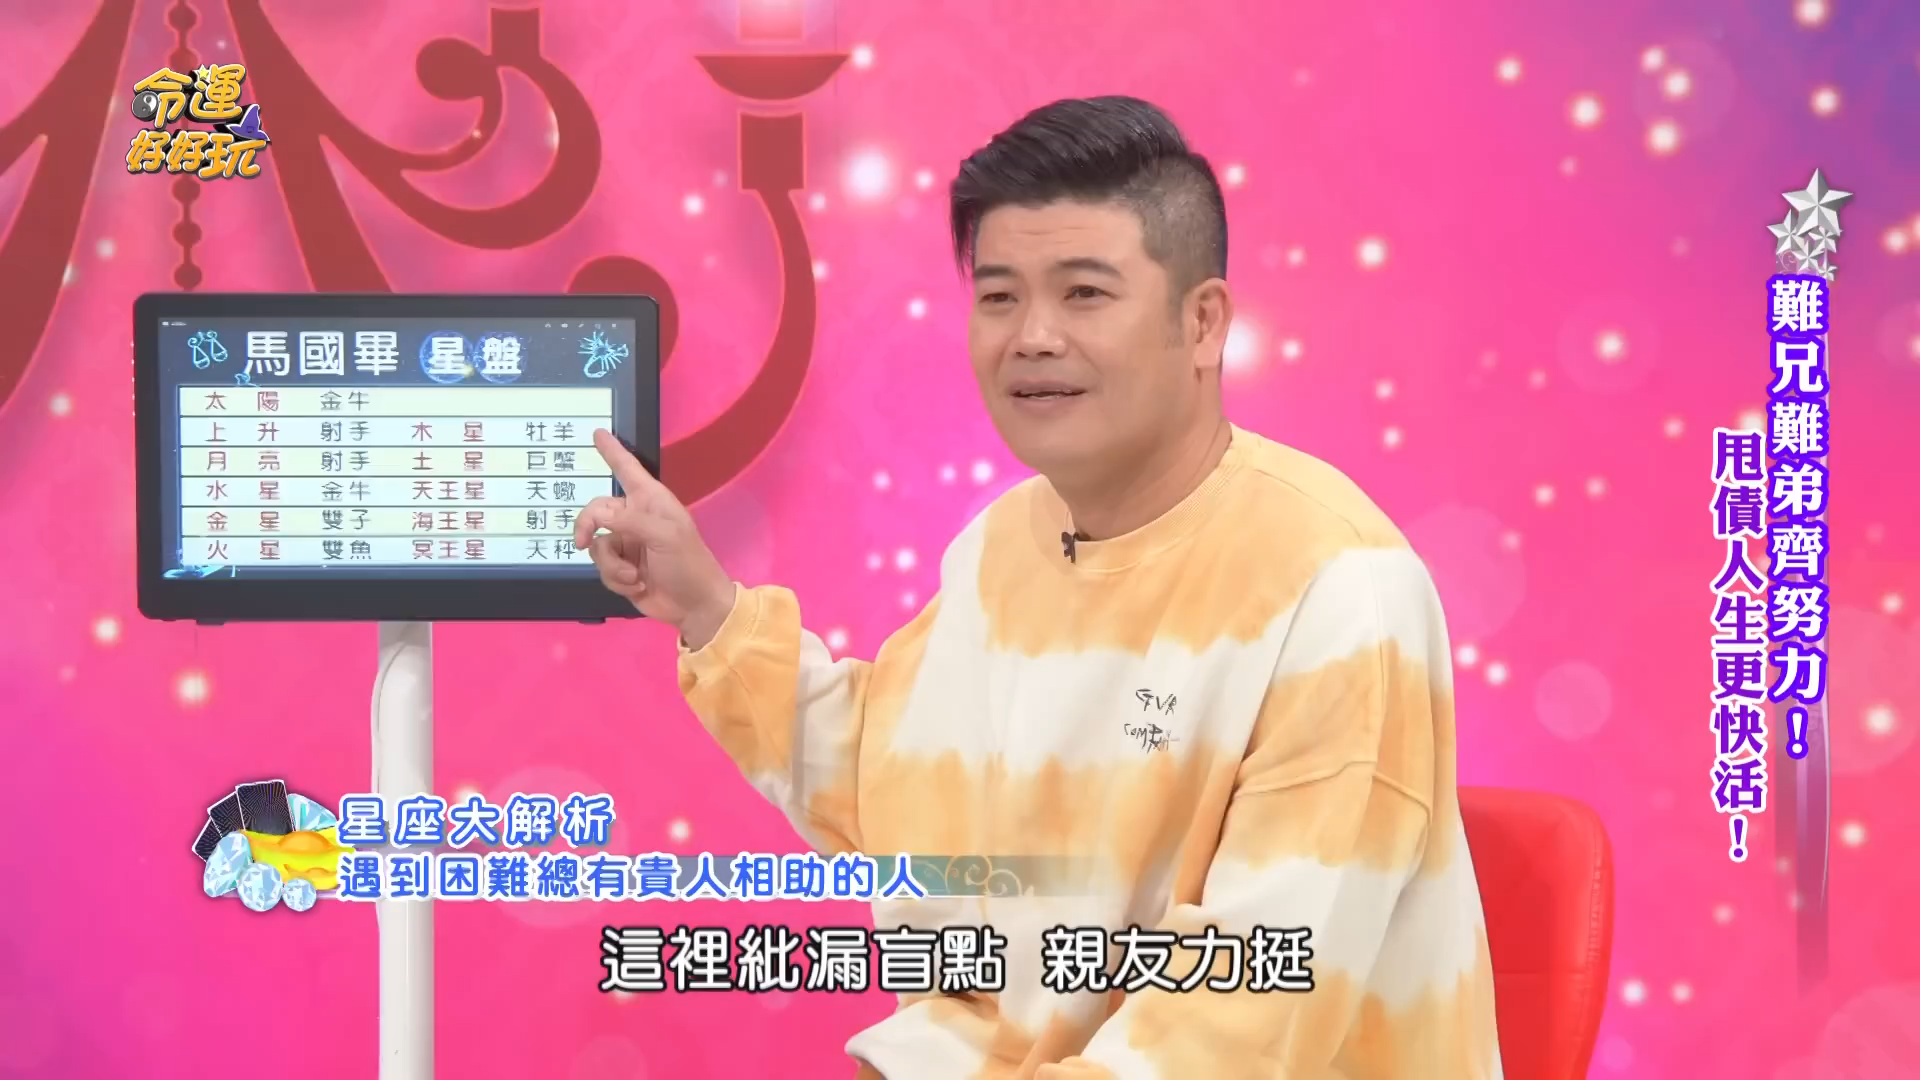 命運
好好玩
馬國畢 星盤
太陽 金牛
上升 射手 木星 牡羊
月亮 射手 土星 巨蟹
水星 金牛 天王星 天蠍
金星 雙子 海王星 射手
火星 雙魚 冥王星 天秤
難兄難弟齊努力！
甩債人生更快活！
星座大解析
遇到困難總有貴人相助的人
這裡紕漏盲點 親友力挺